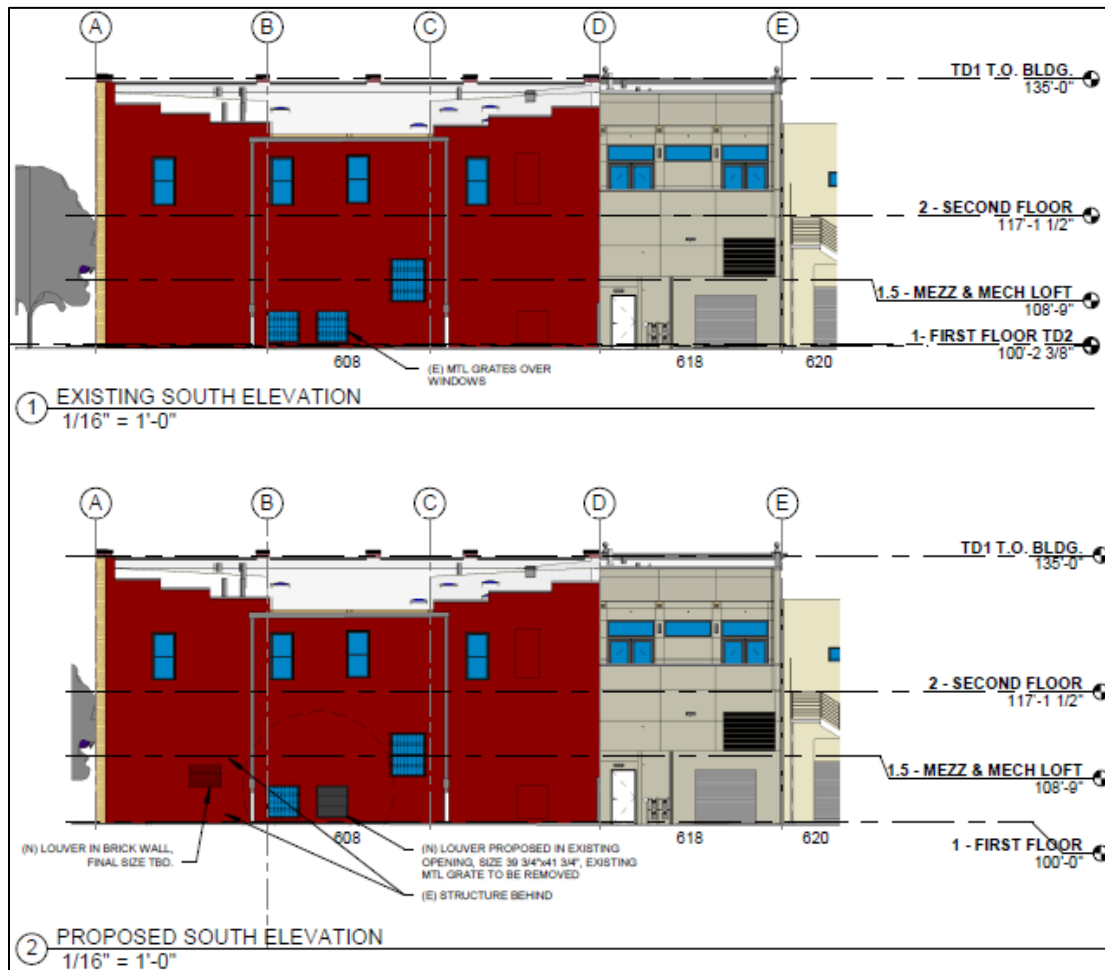 A B C D E
TD1 T.O. BLDG.
135'-0"
2 - SECOND FLOOR
117'-1 1/2"
1.5 - MEZZ & MECH LOFT
108'-9"
1- FIRST FLOOR TD2
100'-2 3/8"
608 618 620
(E) MTL GRATES OVER
WINDOWS
1 EXISTING SOUTH ELEVATION
1/16" = 1'-0"
A B C D E
TD1 T.O. BLDG.
135'-0"
2 - SECOND FLOOR
117'-1 1/2"
1.5 - MEZZ & MECH LOFT
108'-9"
608 618 620
1 - FIRST FLOOR
100'-0"
(N) LOUVER IN BRICK WALL,
FINAL SIZE TBD.
(N) LOUVER PROPOSED IN EXISTING
OPENING, SIZE 39 3/4"x41 3/4", EXISTING
MTL GRATE TO BE REMOVED
(E) STRUCTURE BEHIND
2 PROPOSED SOUTH ELEVATION
1/16" = 1'-0"